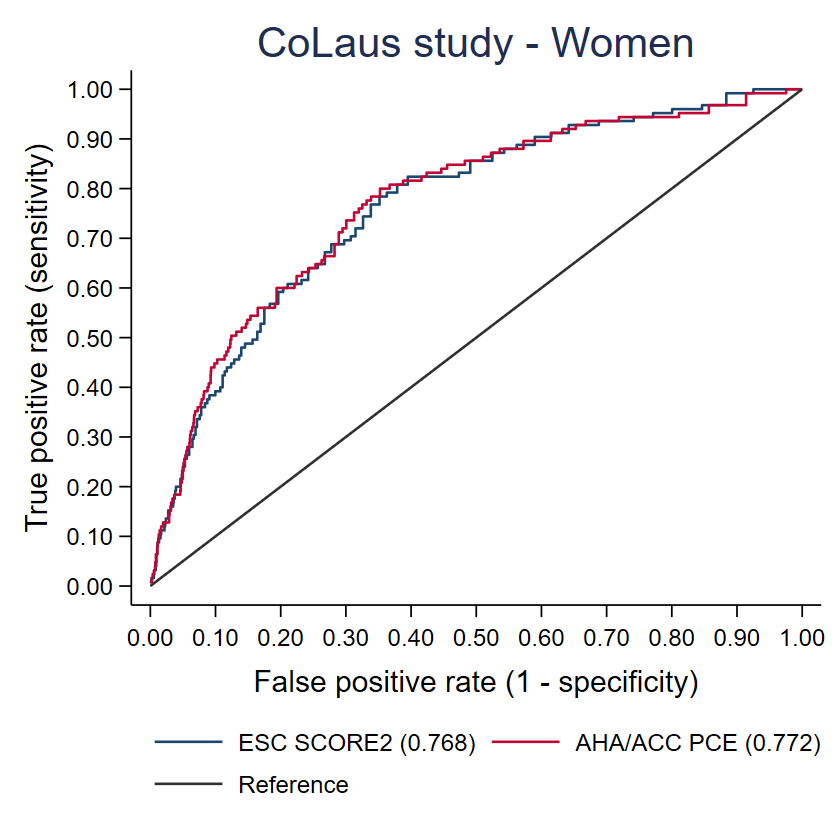 CoLaus study - Women
True positive rate (sensitivity)
1.00
0.90
0.80
0.70
0.60
0.50
0.40
0.30
0.20
0.10
0.00
0.00 0.10 0.20 0.30 0.40 0.50 0.60 0.70 0.80 0.90 1.00
False positive rate (1 - specificity)
ESC SCORE2 (0.768) AHA/ACC PCE (0.772)
Reference